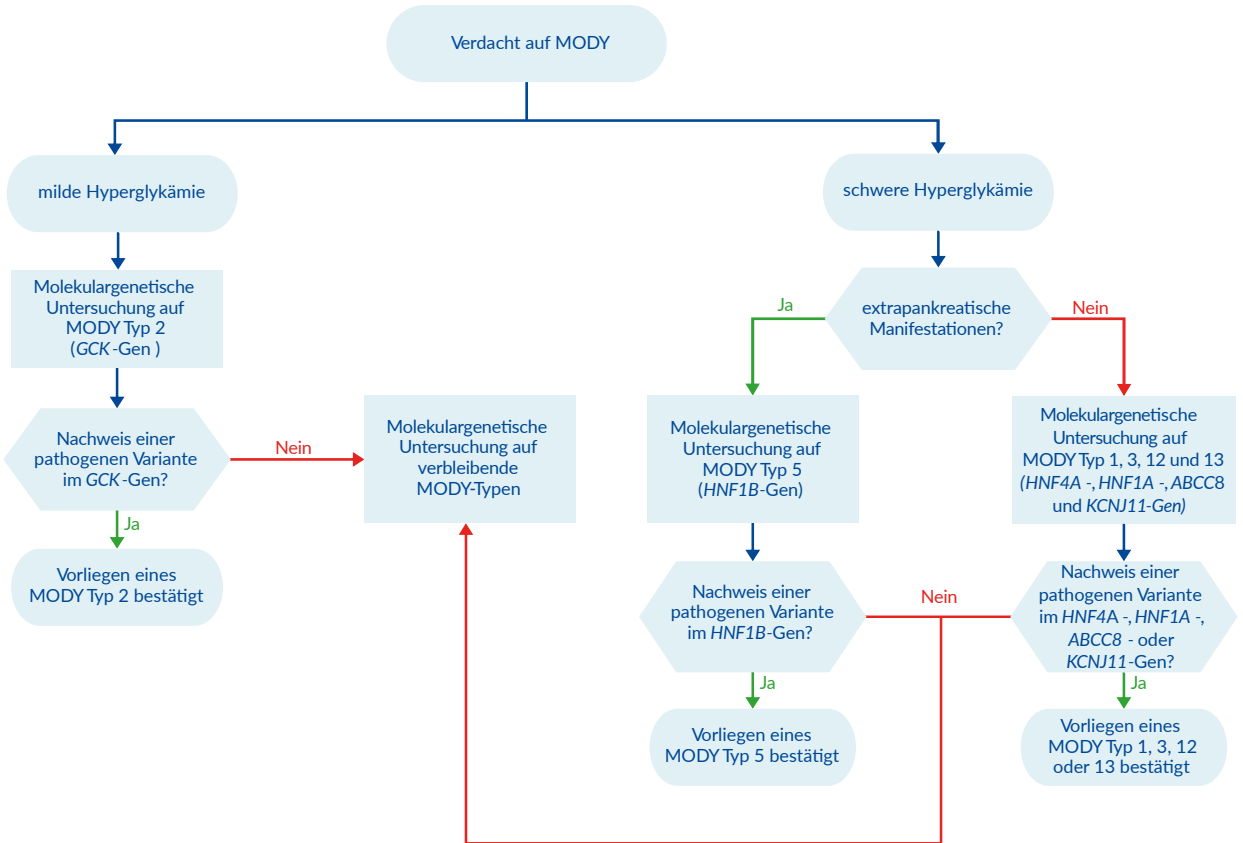 Verdacht auf MODY
milde Hyperglykämie
Molekulargenetische
Untersuchung auf
MODY Typ 2
(GCK -Gen )
Nachweis einer
pathogenen Variante
im GCK -Gen?
Nein
Ja
Vorliegen eines
MODY Typ 2 bestätigt
Molekulargenetische
Untersuchung auf
verbleibende
MODY-Typen
schwere Hyperglykämie
extrapankreatische
Manifestationen?
Ja
Nein
Molekulargenetische
Untersuchung auf
MODY Typ 5
(HNF1B-Gen)
Nachweis einer
pathogenen Variante
im HNF1B-Gen?
Nein
Ja
Vorliegen eines
MODY Typ 5 bestätigt
Molekulargenetische
Untersuchung auf
MODY Typ 1, 3, 12 und 13
(HNF4A -, HNF1A -, ABCC8
und KCNJ11-Gen)
Nachweis einer
pathogenen Variante
im HNF4A -, HNF1A -,
ABCC8 - oder
KCNJ11-Gen?
Ja
Vorliegen eines
MODY Typ 1, 3, 12
oder 13 bestätigt